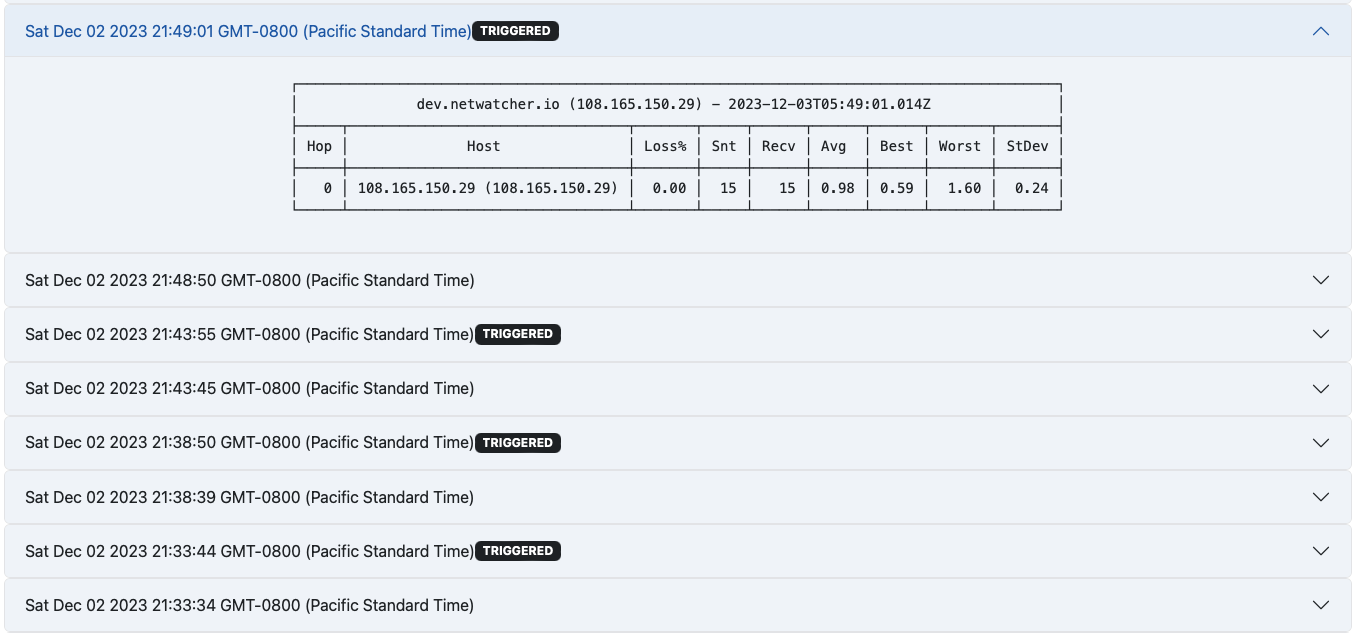 Sat Dec 02 2023 21:49:01 GMT-0800 (Pacific Standard Time) TRIGGERED
dev.netwatcher.io (108.165.150.29) - 2023-12-03T05:49:01.014Z
Hop Host Loss% Snt Recv Avg Best Worst StDev
0 108.165.150.29 (108.165.150.29) 0.00 15 15 0.98 0.59 1.60 0.24
Sat Dec 02 2023 21:48:50 GMT-0800 (Pacific Standard Time)
Sat Dec 02 2023 21:43:55 GMT-0800 (Pacific Standard Time) TRIGGERED
Sat Dec 02 2023 21:43:45 GMT-0800 (Pacific Standard Time)
Sat Dec 02 2023 21:38:50 GMT-0800 (Pacific Standard Time) TRIGGERED
Sat Dec 02 2023 21:38:39 GMT-0800 (Pacific Standard Time)
Sat Dec 02 2023 21:33:44 GMT-0800 (Pacific Standard Time) TRIGGERED
Sat Dec 02 2023 21:33:34 GMT-0800 (Pacific Standard Time)